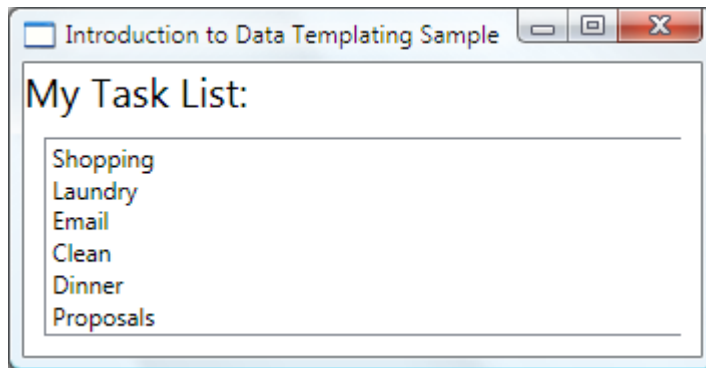 Introduction to Data Templating Sample
My Task List:
Shopping
Laundry
Email
Clean
Dinner
Proposals